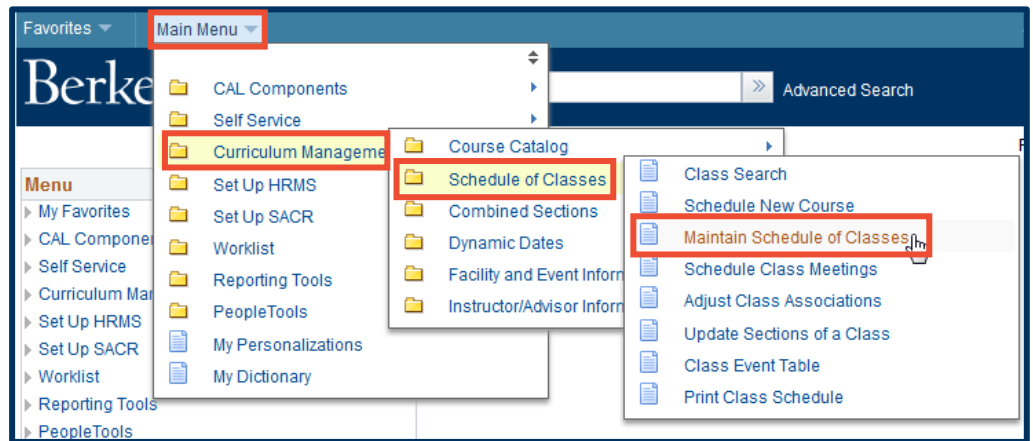 Favorites
Main Menu
Berke
Advanced Search
CAL Components
Self Service
Curriculum Manageme
Set Up HRMS
Set Up SACR
Worklist
Reporting Tools
PeopleTools
My Personalizations
My Dictionary
Course Catalog
Schedule of Classes
Combined Sections
Dynamic Dates
Facility and Event Inforn
Instructor/Advisor Inforn
Class Search
Schedule New Course
Maintain Schedule of Classes
Schedule Class Meetings
Adjust Class Associations
Update Sections of a Class
Class Event Table
Print Class Schedule
Menu
My Favorites
CAL Componen
Self Service
Curriculum Mar
Set Up HRMS
Set Up SACR
Worklist
Reporting Tools
PeopleTools